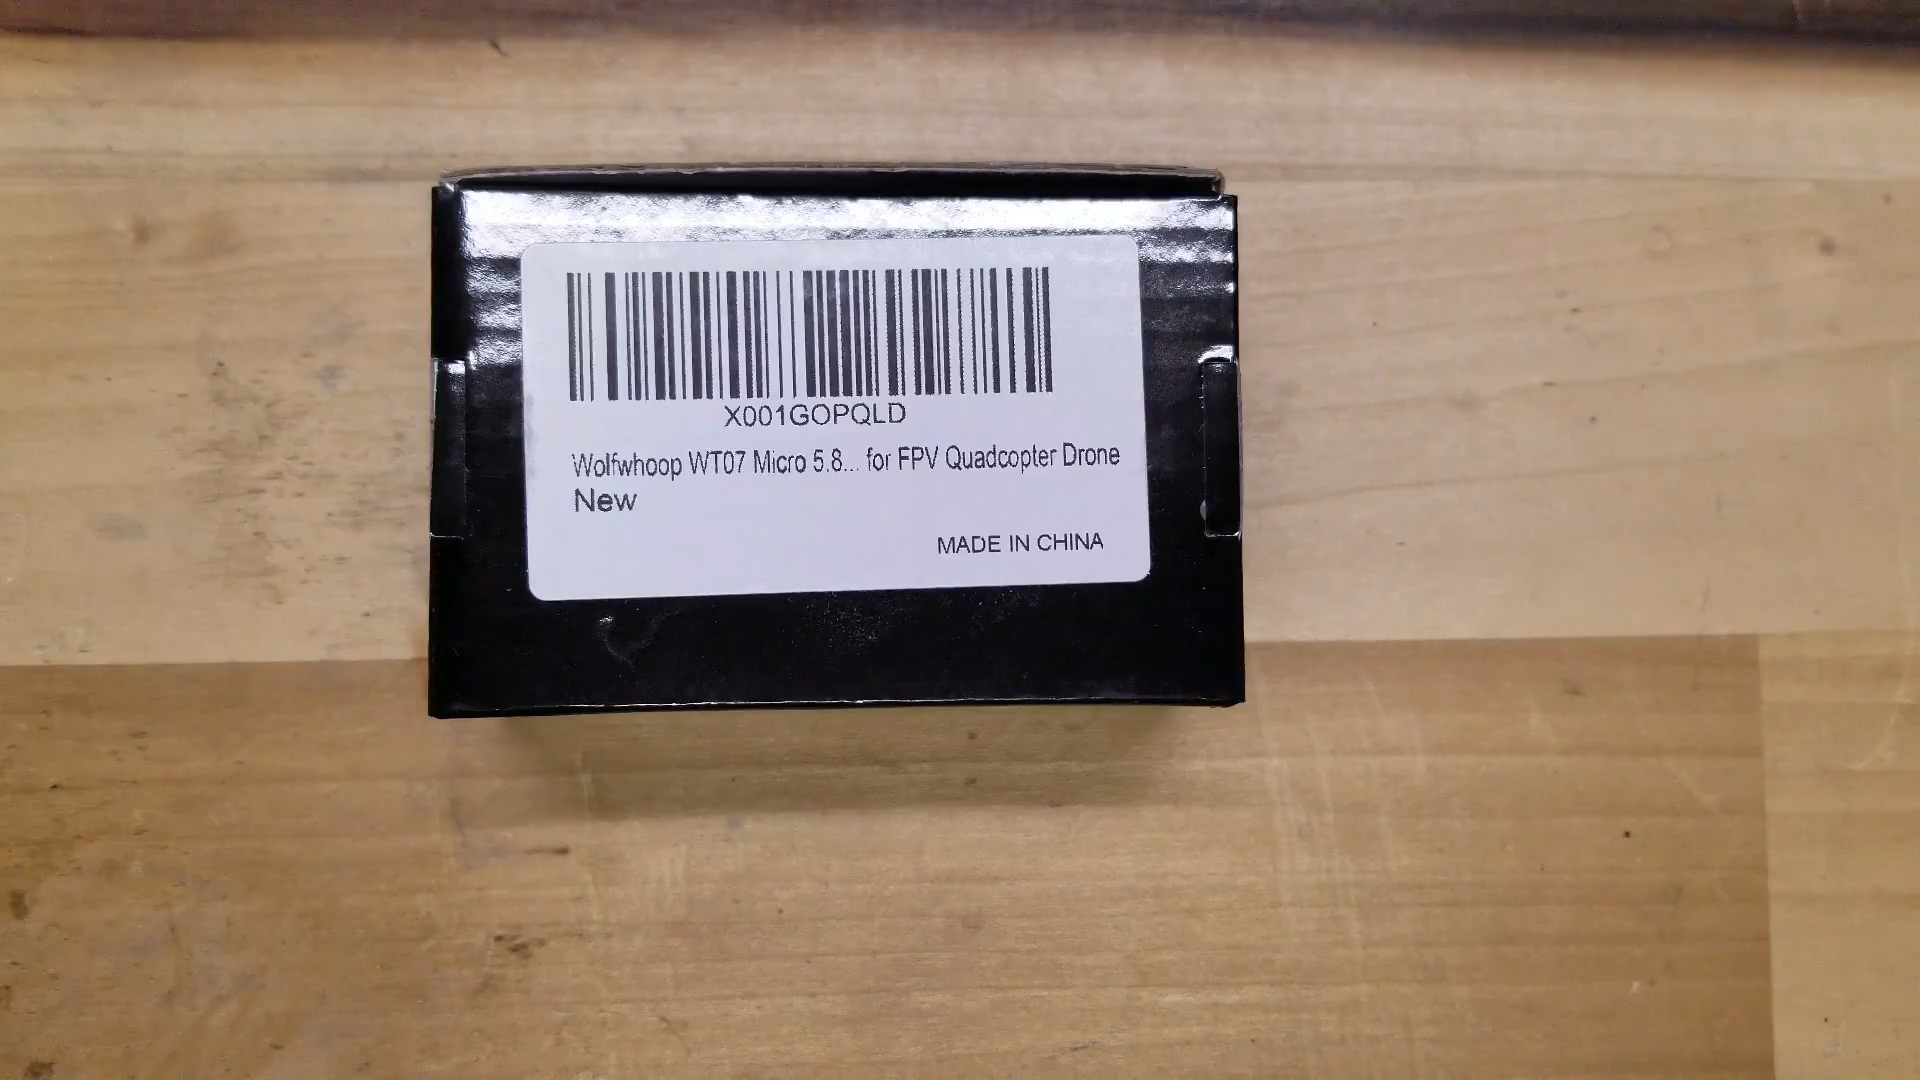 X001GOPQLD
Wolfwhoop WT07 Micro 5.8... for FPV Quadcopter Drone
New
MADE IN CHINA